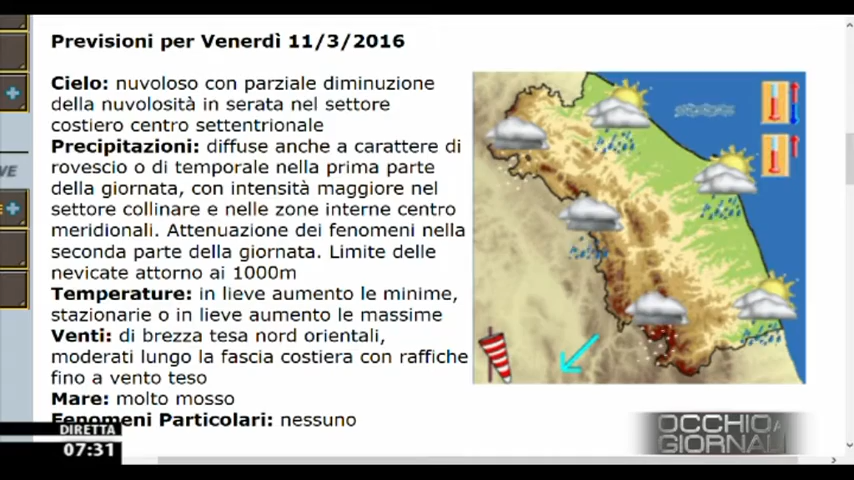 Previsioni per Venerdì 11/3/2016
Cielo: nuvoloso con parziale diminuzione
della nuvolosità in serata nel settore
costiero centro settentrionale
Precipitazioni: diffuse anche a carattere di
rovescio o di temporale nella prima parte
della giornata, con intensità maggiore nel
settore collinare e nelle zone interne centro
meridionali. Attenuazione dei fenomeni nella
seconda parte della giornata. Limite delle
nevicate attorno ai 1000m
Temperature: in lieve aumento le minime,
stazionarie o in lieve aumento le massime
Venti: di brezza tesa nord orientali,
moderati lungo la fascia costiera con raffiche
fino a vento teso
Mare: molto mosso
Fenomeni Particolari: nessuno
DIRETTA
07:31
OCCHIO AI
GIORNALI